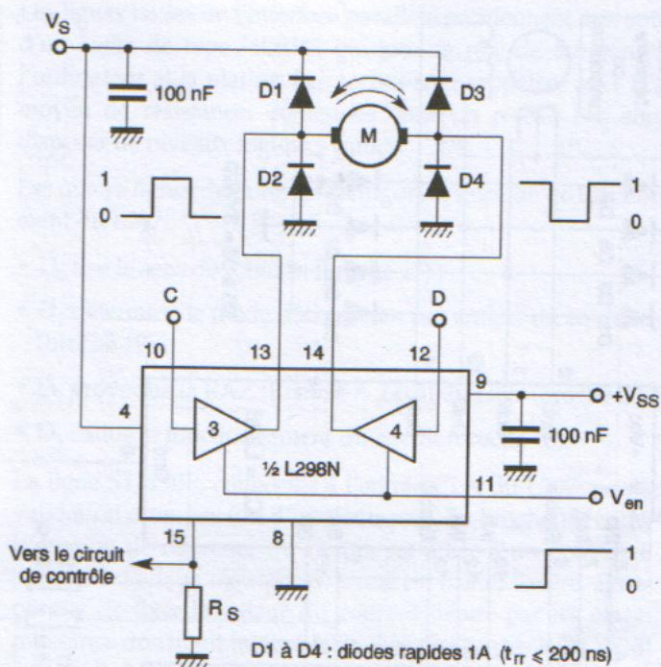 VS
100 nF
D1
D3
M
D2
D4
1
0
1
0
C
D
10
13
14
12
9
+VSS
4
3
4
100 nF
½ L298N
11
Ven
15
8
1
0
Vers le circuit
de contrôle
RS
D1 à D4 : diodes rapides 1A (trr ≤ 200 ns)